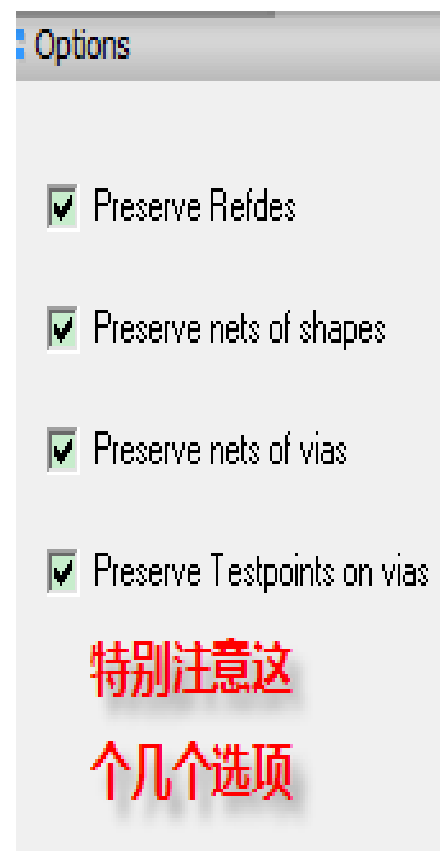 Options
Preserve Refdes
Preserve nets of shapes
Preserve nets of vias
Preserve Testpoints on vias
特别注意这
个几个选项